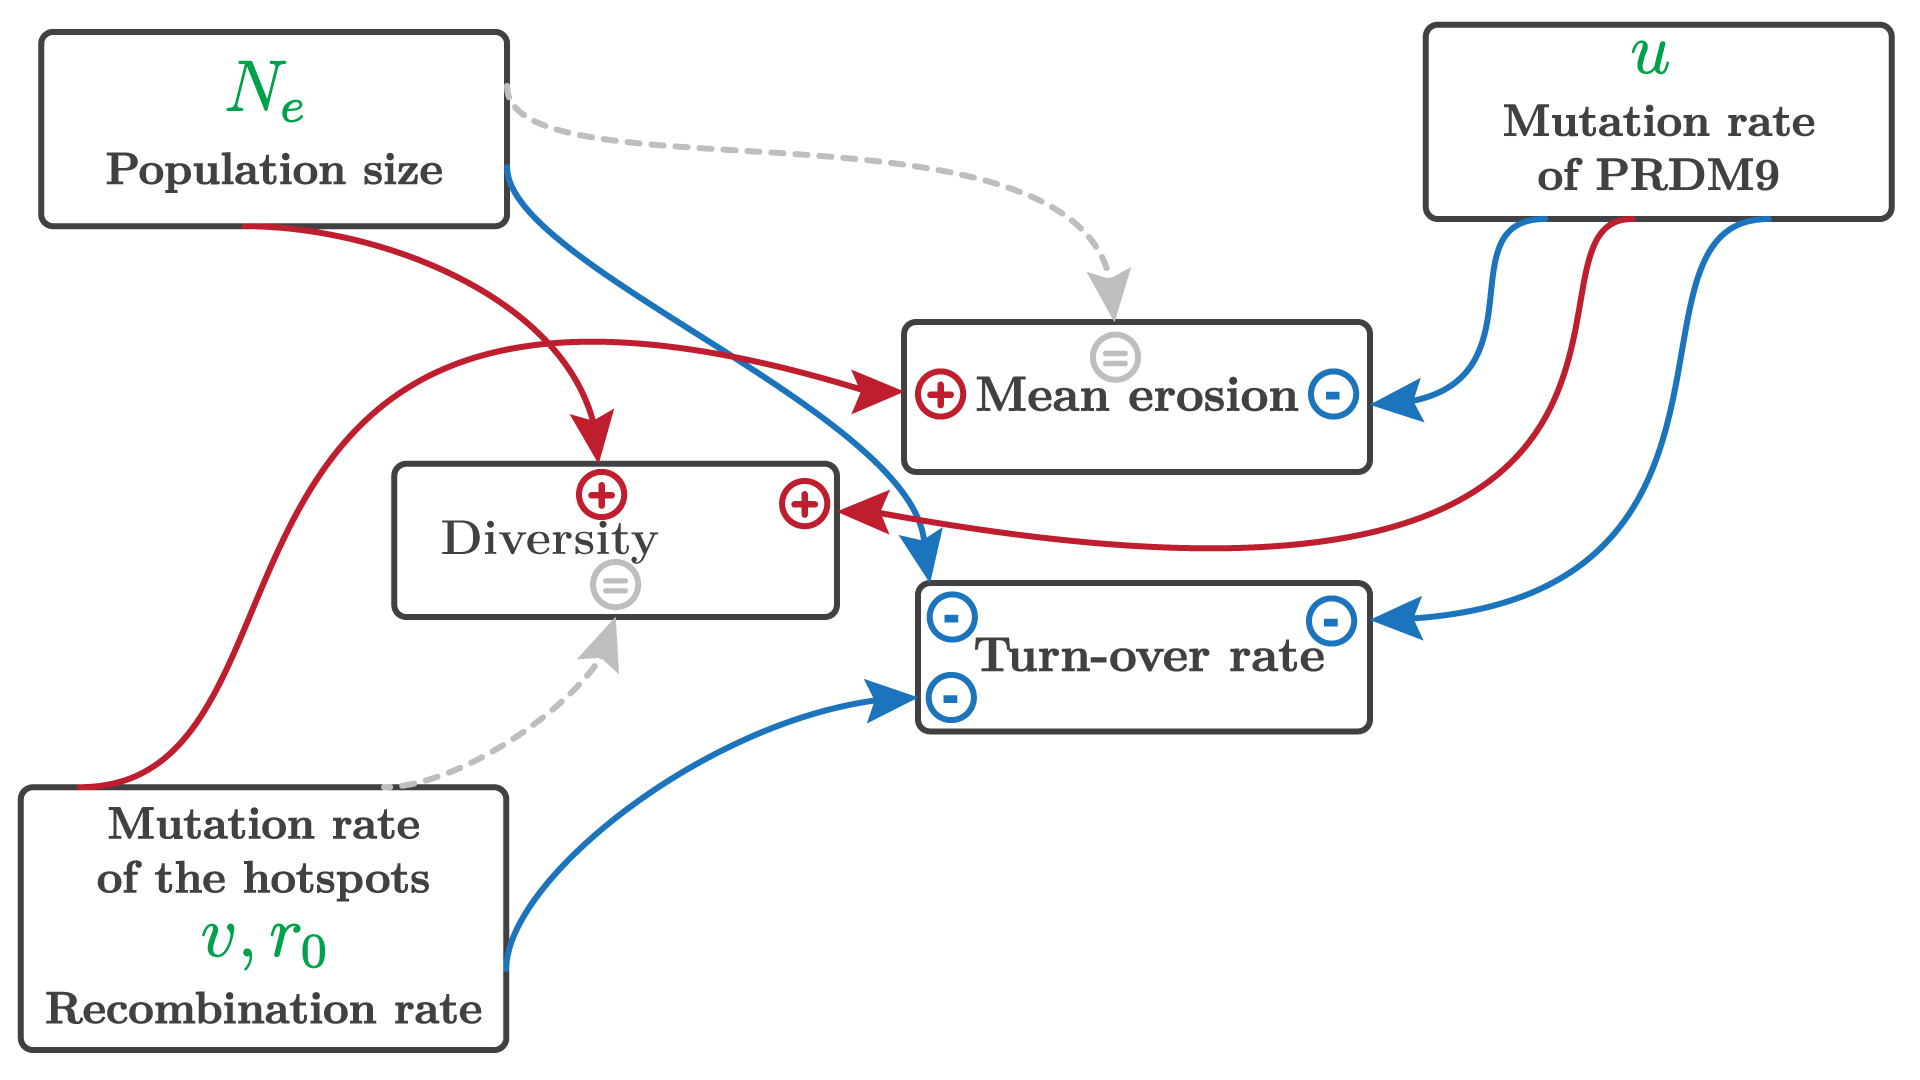 N_e
Population size
u
Mutation rate
of PRDM9
=
+ Mean erosion -
+ +
Diversity
=
- -
Turn-over rate
-
Mutation rate
of the hotspots
v, r_0
Recombination rate